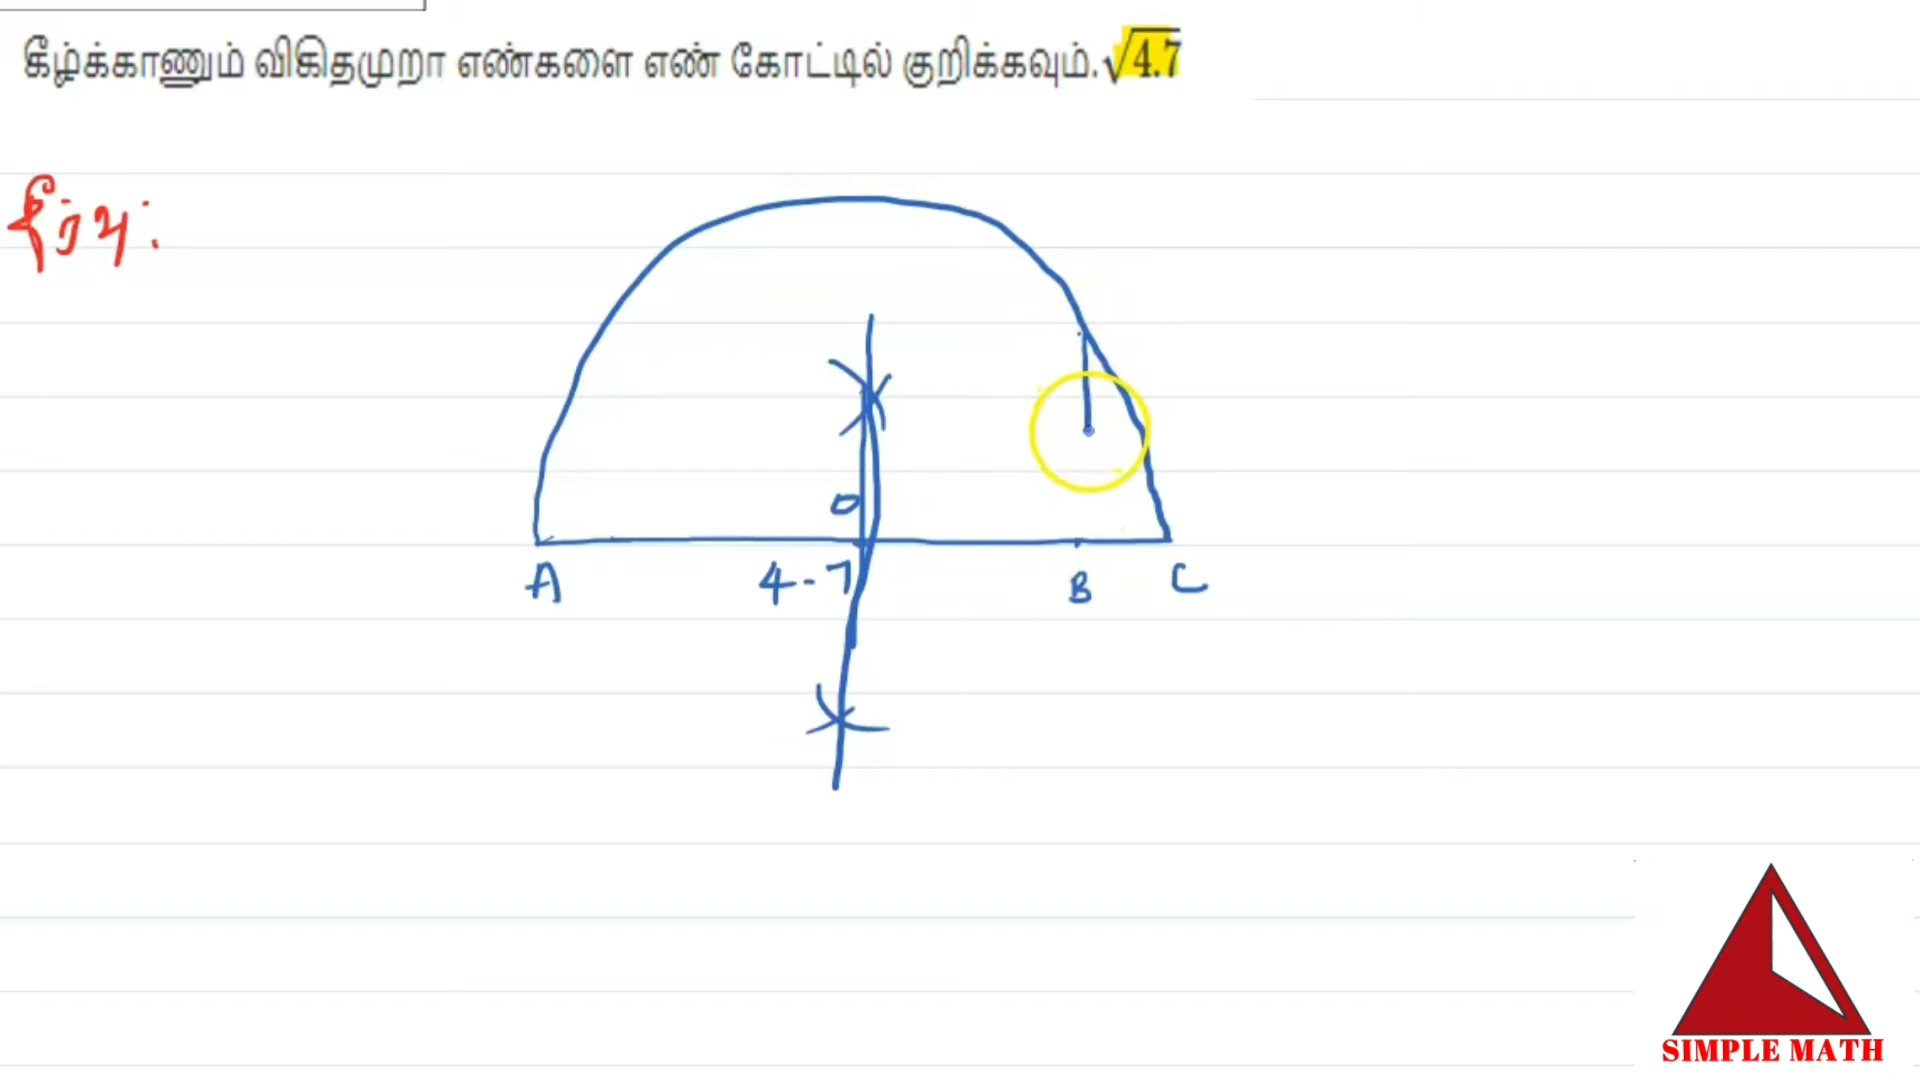 கீழ்க்காணும் விகிதமுறா எண்களை எண் கோட்டில் குறிக்கவும். √4.7
தீர்வு:
O
A 4-7 B C
SIMPLE MATH